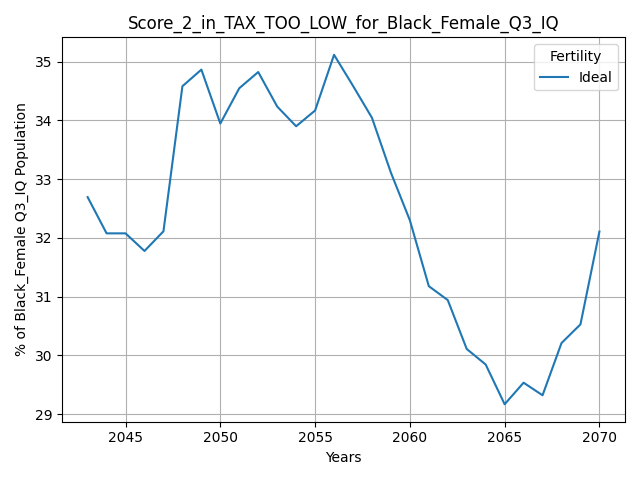 Score_2_in_TAX_TOO_LOW_for_Black_Female_Q3_IQ
Fertility
Ideal
% of Black_Female Q3_IQ Population
35
34
33
32
31
30
29
2045
2050
2055
2060
2065
2070
Years